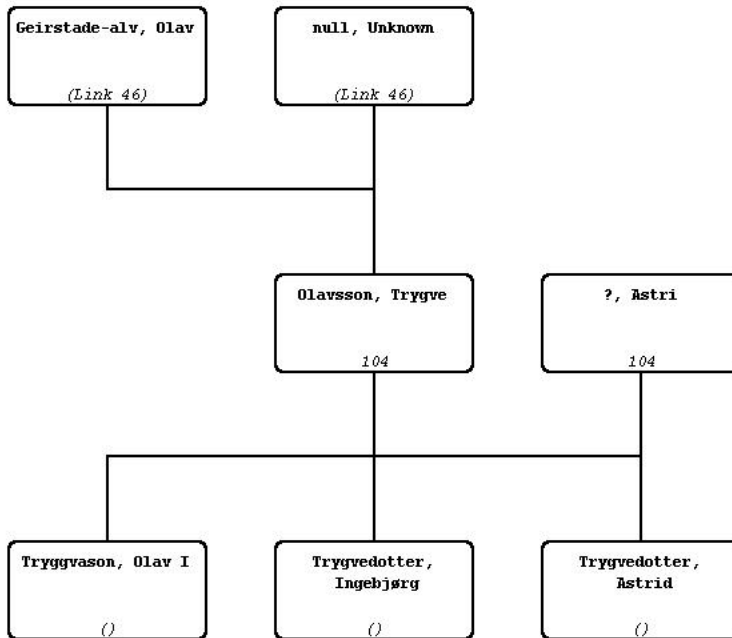 Geirstade-alv, Olav
(Link 46)
null, Unknown
(Link 46)
Olavsson, Trygve
104
?, Astri
104
Tryggvason, Olav I
()
Trygvedotter,
Ingebjørg
()
Trygvedotter,
Astrid
()